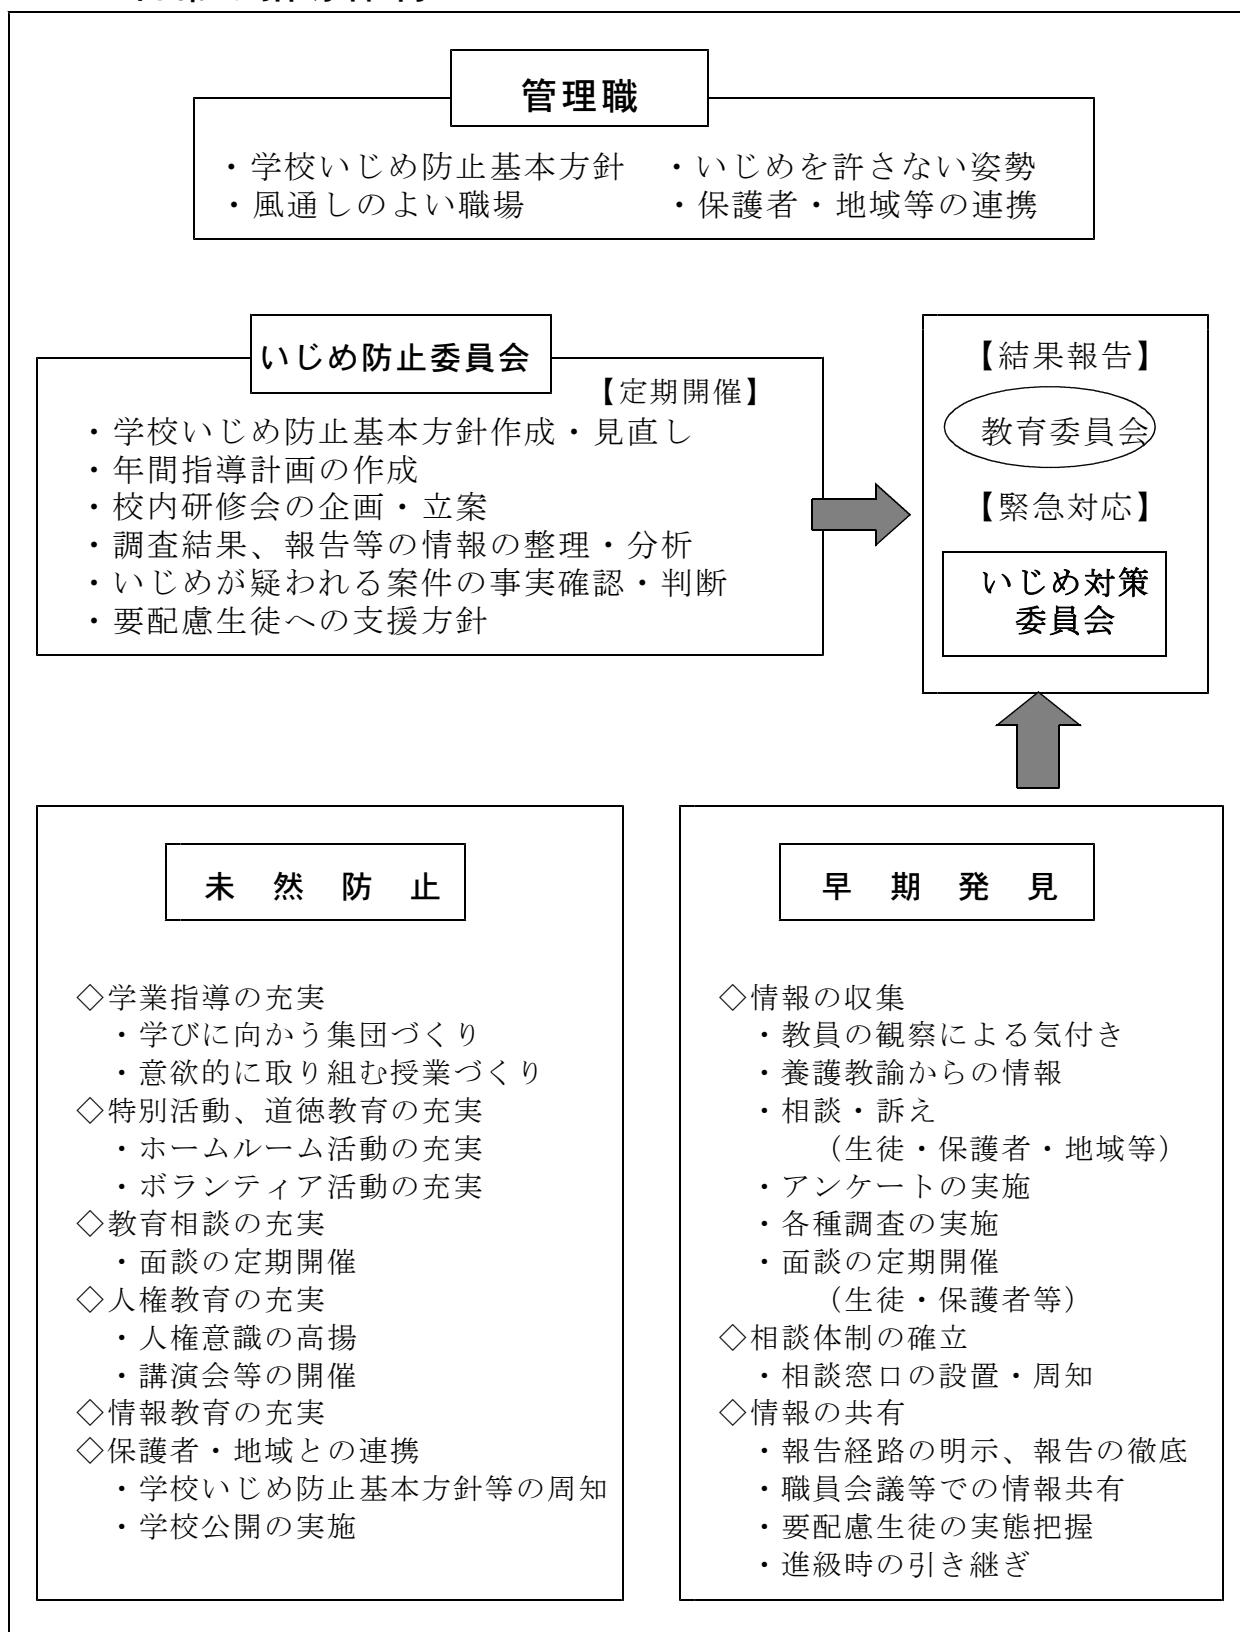 管理職
・学校いじめ防止基本方針　・いじめを許さない姿勢
・風通しのよい職場　・保護者・地域等の連携
いじめ防止委員会
【定期開催】
・学校いじめ防止基本方針作成・見直し
・年間指導計画の作成
・校内研修会の企画・立案
・調査結果、報告等の情報の整理・分析
・いじめが疑われる案件の事実確認・判断
・要配慮生徒への支援方針
【結果報告】
教育委員会
【緊急対応】
いじめ対策
委員会
未然防止
◇学業指導の充実
・学びに向かう集団づくり
・意欲的に取り組む授業づくり
◇特別活動、道徳教育の充実
・ホームルーム活動の充実
・ボランティア活動の充実
◇教育相談の充実
・面談の定期開催
◇人権教育の充実
・人権意識の高揚
・講演会等の開催
◇情報教育の充実
◇保護者・地域との連携
・学校いじめ防止基本方針等の周知
・学校公開の実施
早期発見
◇情報の収集
・教員の観察による気付き
・養護教諭からの情報
・相談・訴え
（生徒・保護者・地域等）
・アンケートの実施
・各種調査の実施
・面談の定期開催
（生徒・保護者等）
◇相談体制の確立
・相談窓口の設置・周知
◇情報の共有
・報告経路の明示、報告の徹底
・職員会議等での情報共有
・要配慮生徒の実態把握
・進級時の引き継ぎ